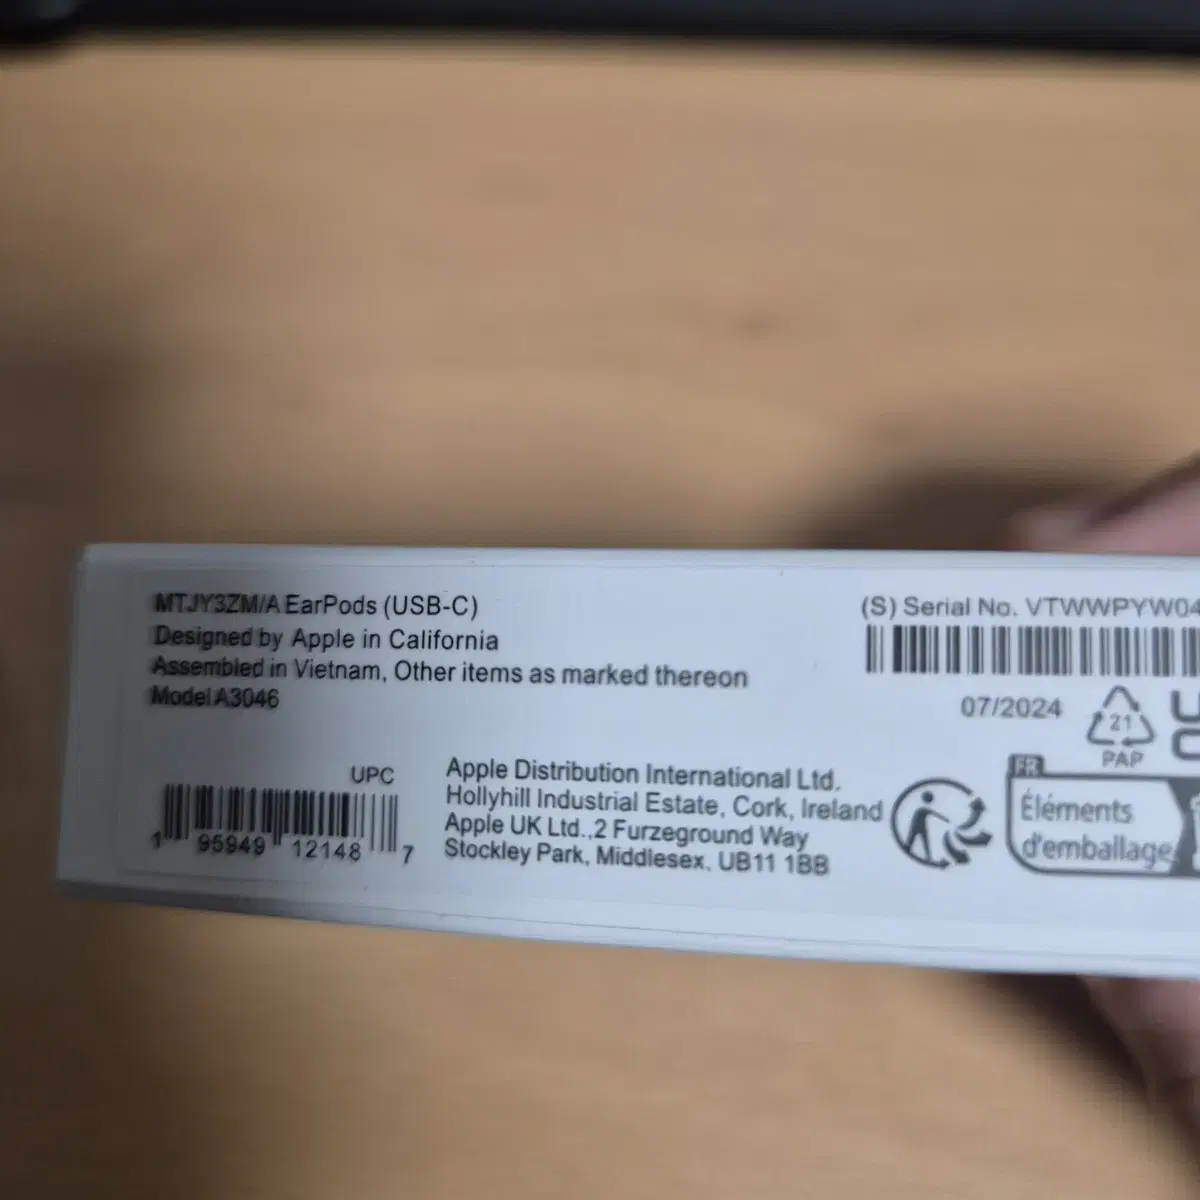 MTJY3ZM/A EarPods (USB-C)
Designed by Apple in California
Assembled in Vietnam, Other items as marked thereon
Model A3046
UPC
1 95949 12148 7
Apple Distribution International Ltd.
Hollyhill Industrial Estate, Cork, Ireland
Apple UK Ltd.,2 Furzeground Way
Stockley Park, Middlesex, UB11 1BB
(S) Serial No. VTWWPYW04
07/2024
21
PAP
FR
Éléments
d'emballage